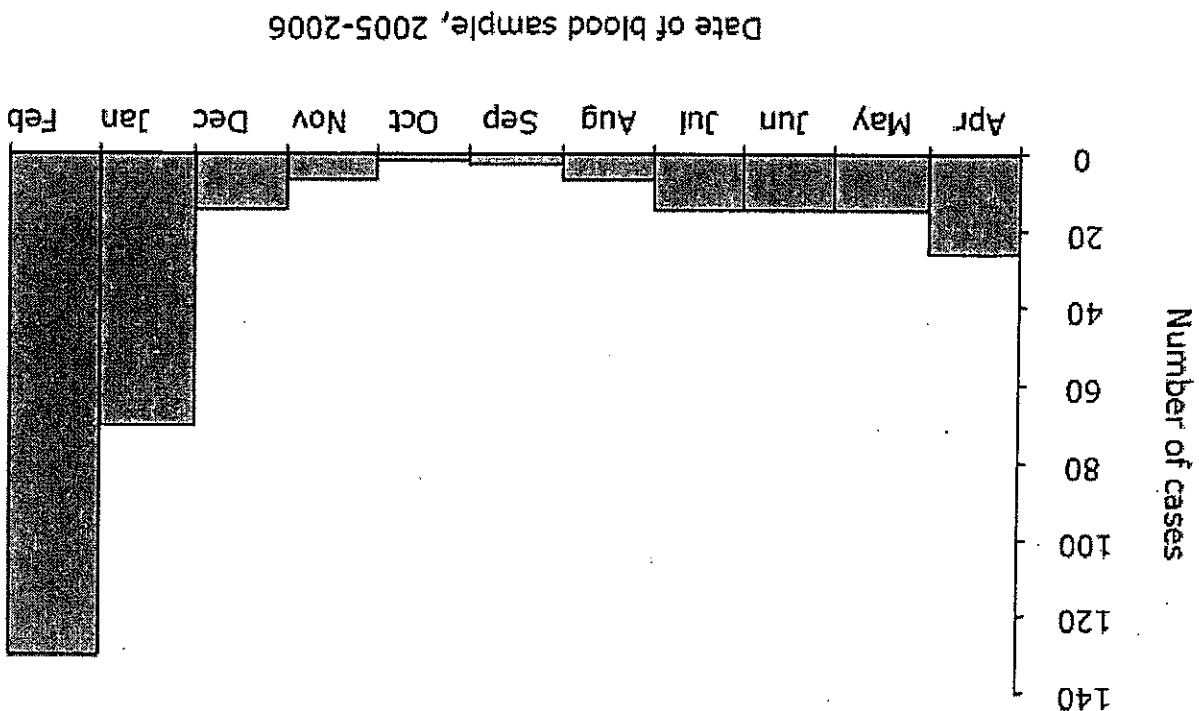 Number of cases
140
120
100
80
60
40
20
0
Apr May Jun Jul Aug Sep Oct Nov Dec Jan Feb
Date of blood sample, 2005-2006